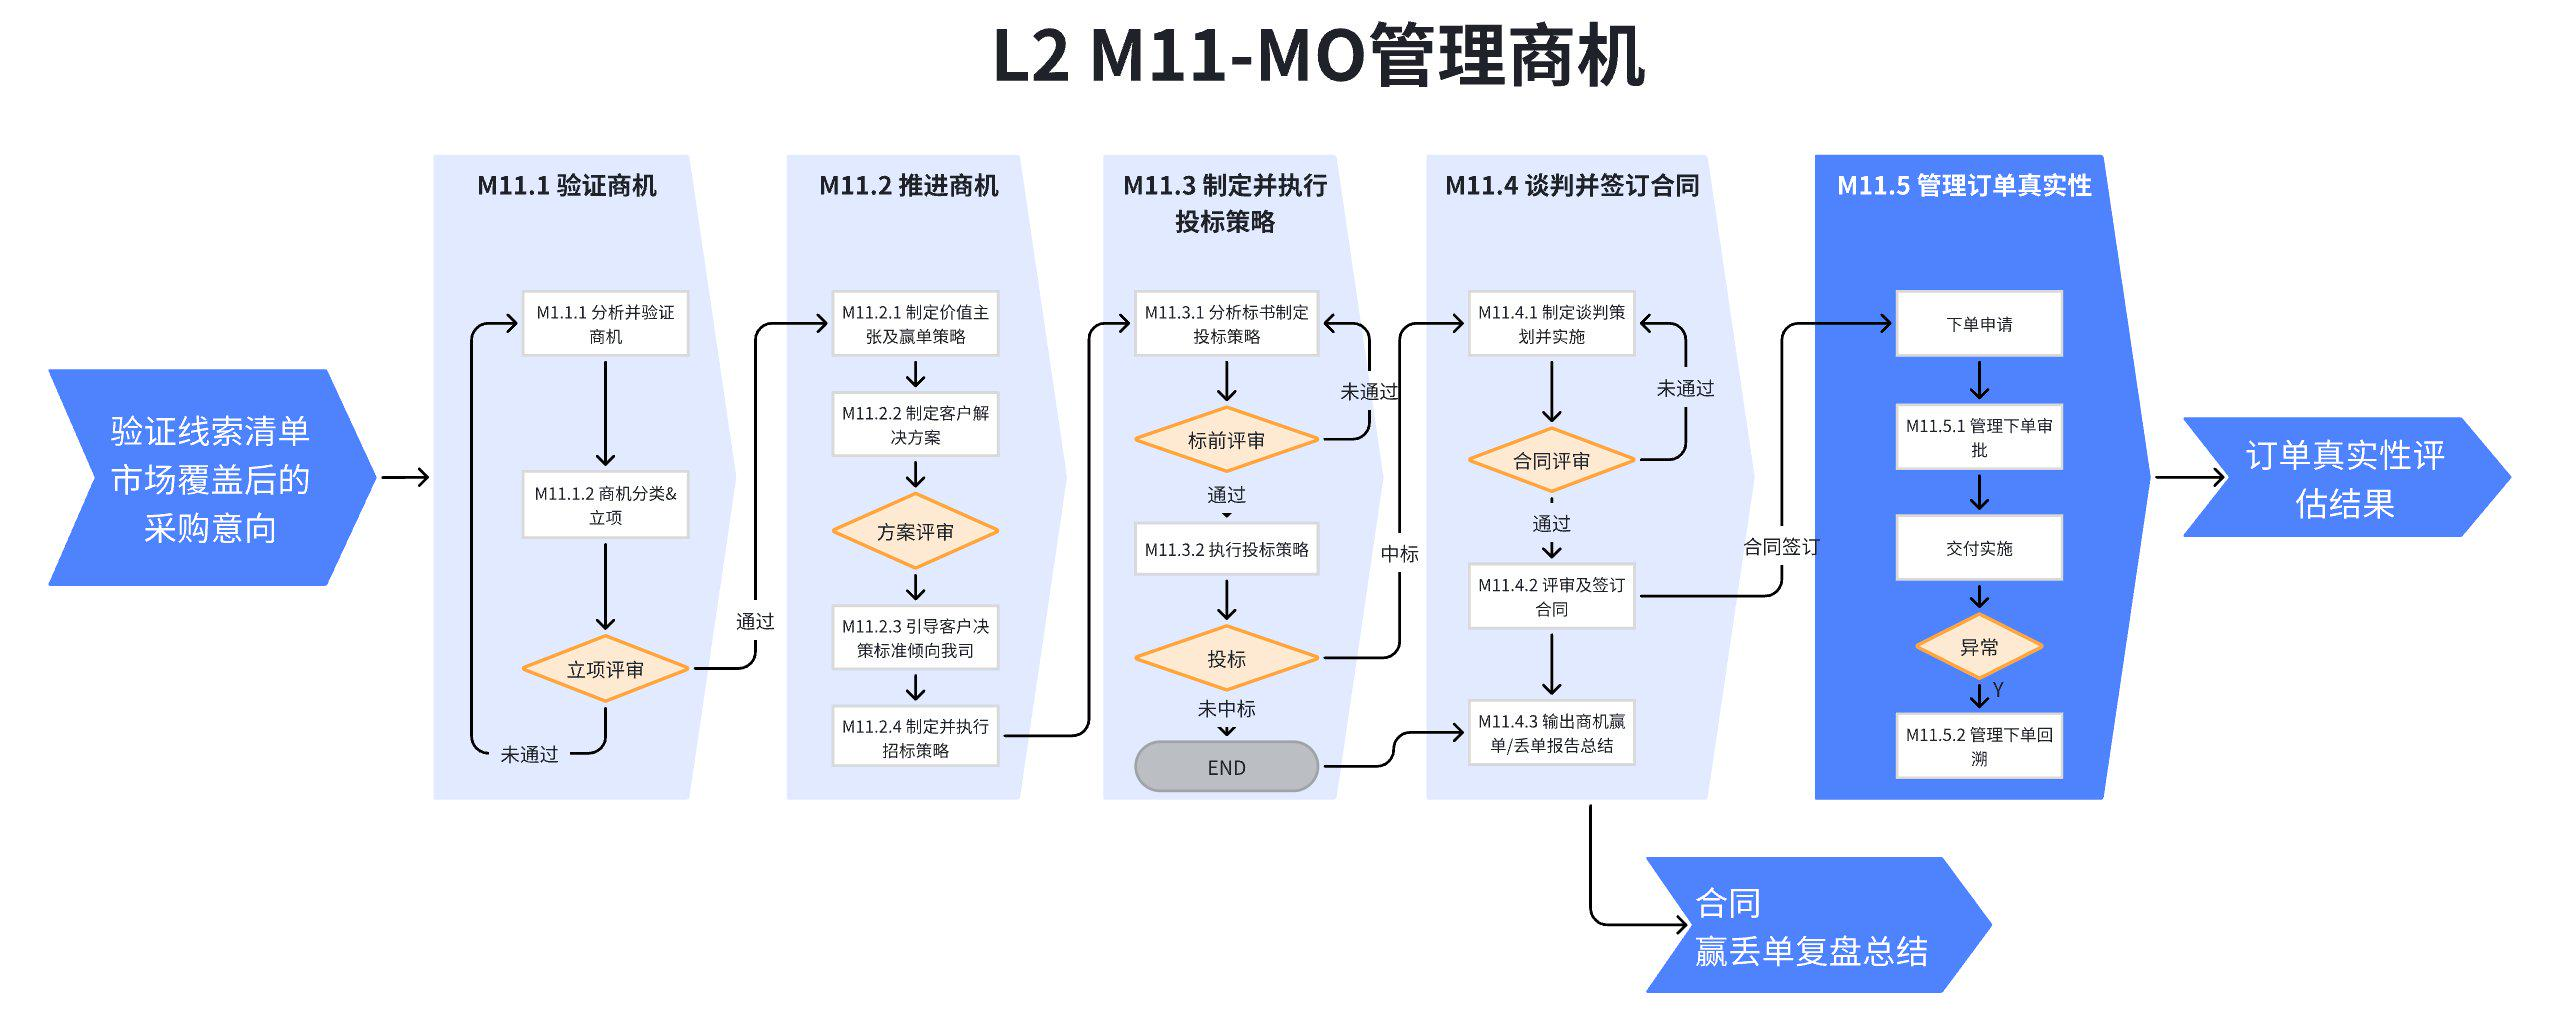 L2 M11-MO管理商机
验证线索清单
市场覆盖后的
采购意向
M11.1 验证商机
M1.1.1 分析并验证
商机
M11.1.2 商机分类&
立项
立项评审
未通过
通过
M11.2 推进商机
M11.2.1 制定价值主
张及赢单策略
M11.2.2 制定客户解
决方案
方案评审
M11.2.3 引导客户决
策标准倾向我司
M11.2.4 制定并执行
招标策略
M11.3 制定并执行
投标策略
M11.3.1 分析标书制定
投标策略
未通过
标前评审
通过
M11.3.2 执行投标策略
中标
投标
未中标
END
M11.4 谈判并签订合同
M11.4.1 制定谈判策
划并实施
未通过
合同评审
通过
M11.4.2 评审及签订
合同
合同签订
M11.4.3 输出商机赢
单/丢单报告总结
M11.5 管理订单真实性
下单申请
M11.5.1 管理下单审
批
交付实施
异常
Y
M11.5.2 管理下单回
溯
订单真实性评
估结果
合同
赢丢单复盘总结